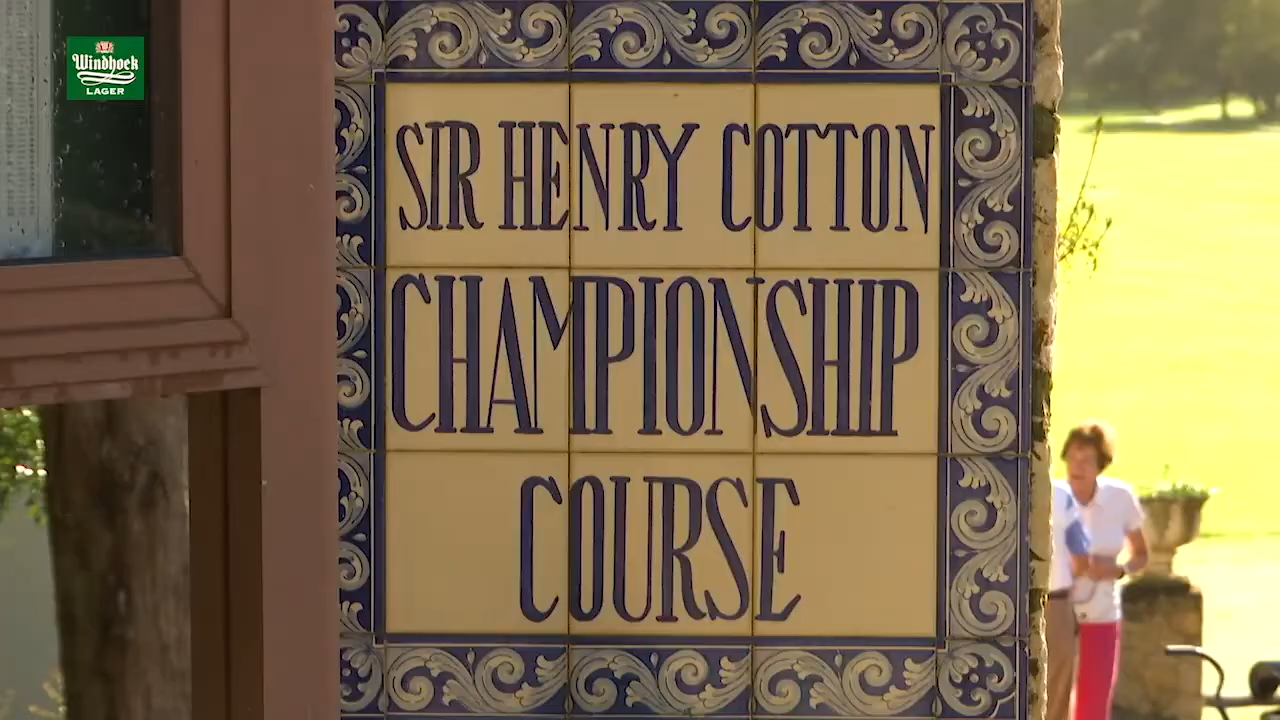 Windhoek
LAGER
SIR HENRY COTTON
CHAMPIONSHIP
COURSE